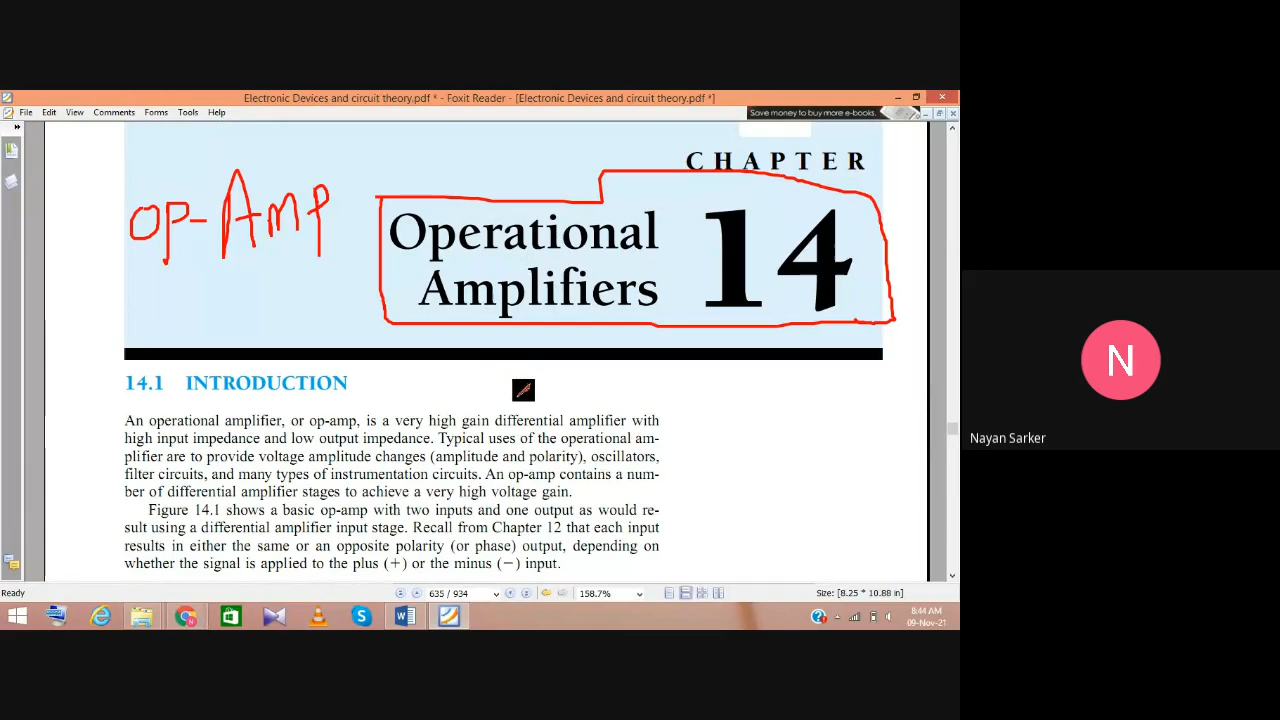 Electronic Devices and circuit theory.pdf * - Foxit Reader - [Electronic Devices and circuit theory.pdf *]
File Edit View Comments Forms Tools Help
Save money to buy more e-books.
CHAPTER
OP-AMP
Operational
Amplifiers
14
14.1 INTRODUCTION
An operational amplifier, or op-amp, is a very high gain differential amplifier with
high input impedance and low output impedance. Typical uses of the operational am-
plifier are to provide voltage amplitude changes (amplitude and polarity), oscillators,
filter circuits, and many types of instrumentation circuits. An op-amp contains a num-
ber of differential amplifier stages to achieve a very high voltage gain.
Figure 14.1 shows a basic op-amp with two inputs and one output as would re-
sult using a differential amplifier input stage. Recall from Chapter 12 that each input
results in either the same or an opposite polarity (or phase) output, depending on
whether the signal is applied to the plus (+) or the minus (−) input.
Ready
635 / 934
158.7%
Size: [8.25 * 10.88 in]
8:44 AM
09-Nov-21
N
Nayan Sarker